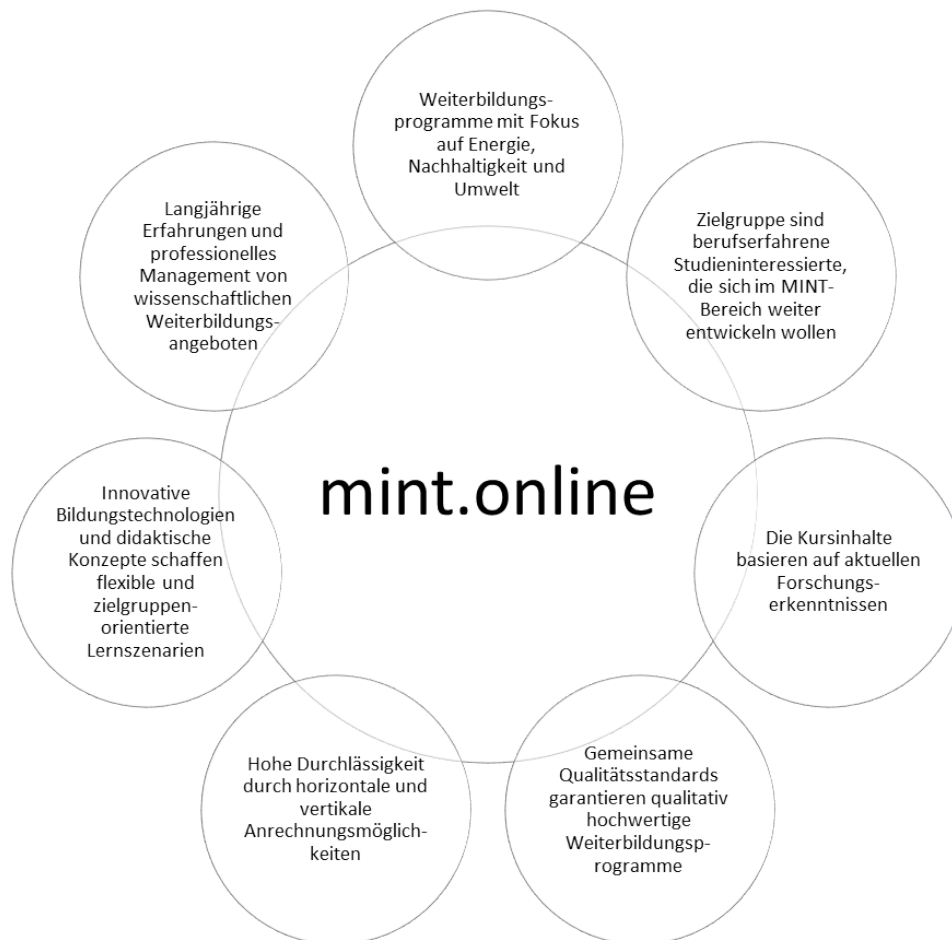 Weiterbildungs-
programme mit Fokus
auf Energie,
Nachhaltigkeit und
Umwelt
Zielgruppe sind
berufserfahrene
Studieninteressierte,
die sich im MINT-
Bereich weiter
entwickeln wollen
Die Kursinhalte
basieren auf aktuellen
Forschungs-
erkenntnissen
Gemeinsame
Qualitätsstandards
garantieren qualitativ
hochwertige
Weiterbildungsp-
rogramme
Hohe Durchlässigkeit
durch horizontale und
vertikale
Anrechnungsmöglich-
keiten
Innovative
Bildungstechnologien
und didaktische
Konzepte schaffen
flexible und
zielgruppen-
orientierte
Lernszenarien
Langjährige
Erfahrungen und
professionelles
Management von
wissenschaftlichen
Weiterbildungs-
angeboten
mint.online